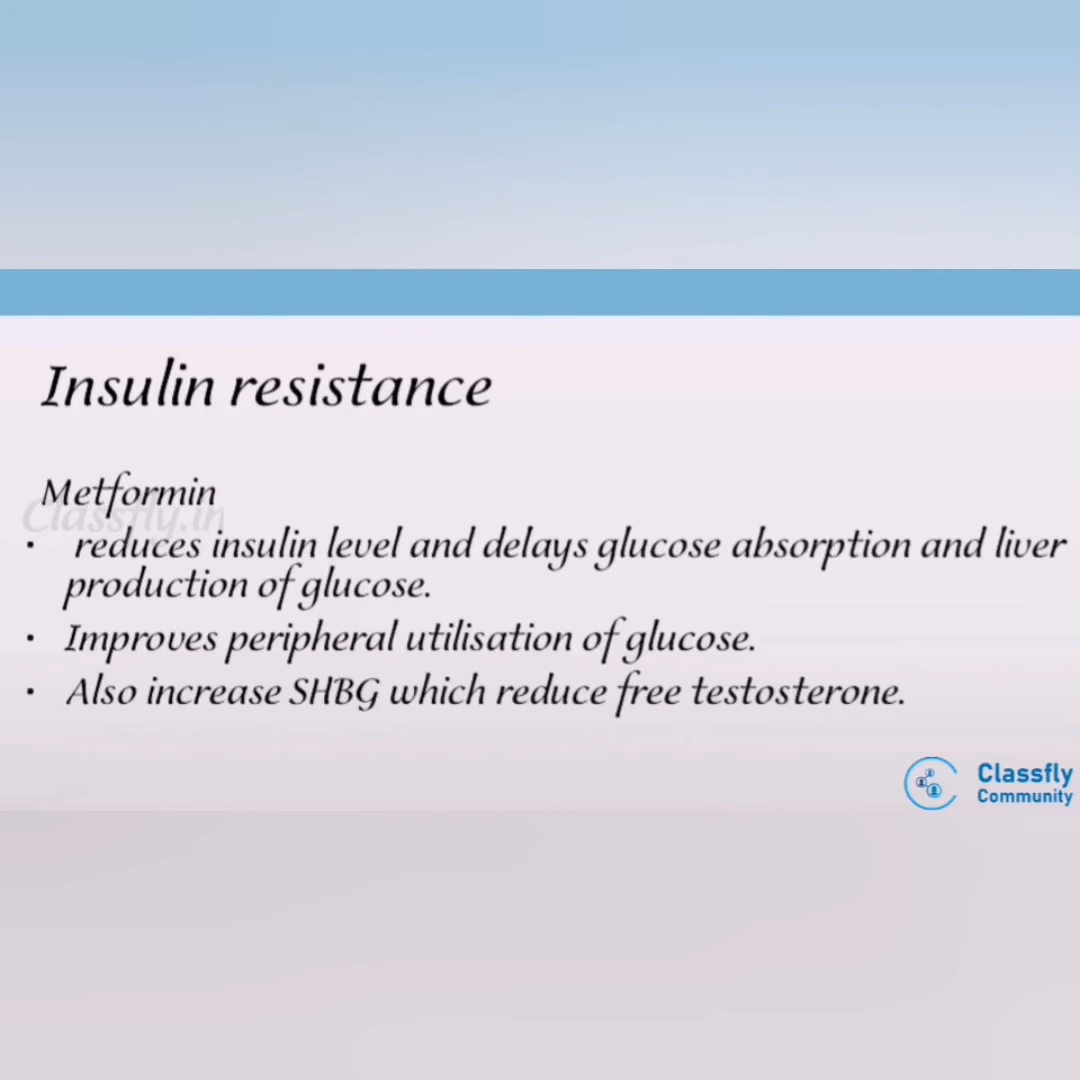 Insulin resistance
Metformin
Classfly.in
• reduces insulin level and delays glucose absorption and liver
production of glucose.
• Improves peripheral utilisation of glucose.
• Also increase SHBG which reduce free testosterone.
Classfly
Community